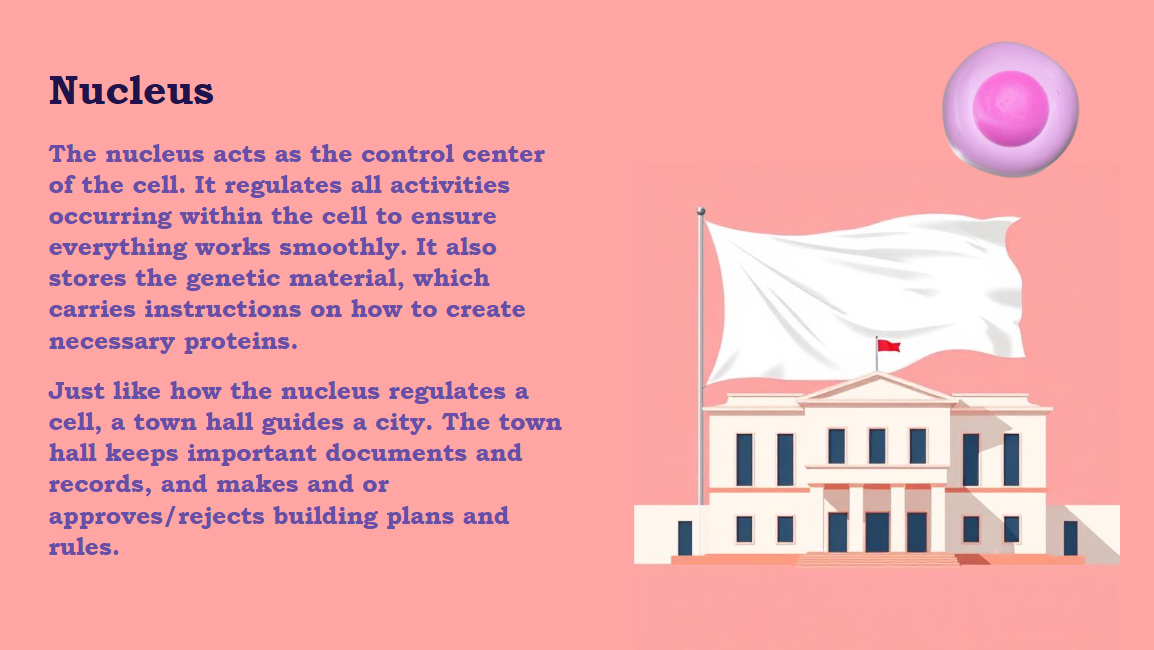 Nucleus
The nucleus acts as the control center
of the cell. It regulates all activities
occurring within the cell to ensure
everything works smoothly. It also
stores the genetic material, which
carries instructions on how to create
necessary proteins.
Just like how the nucleus regulates a
cell, a town hall guides a city. The town
hall keeps important documents and
records, and makes and or
approves/rejects building plans and
rules.